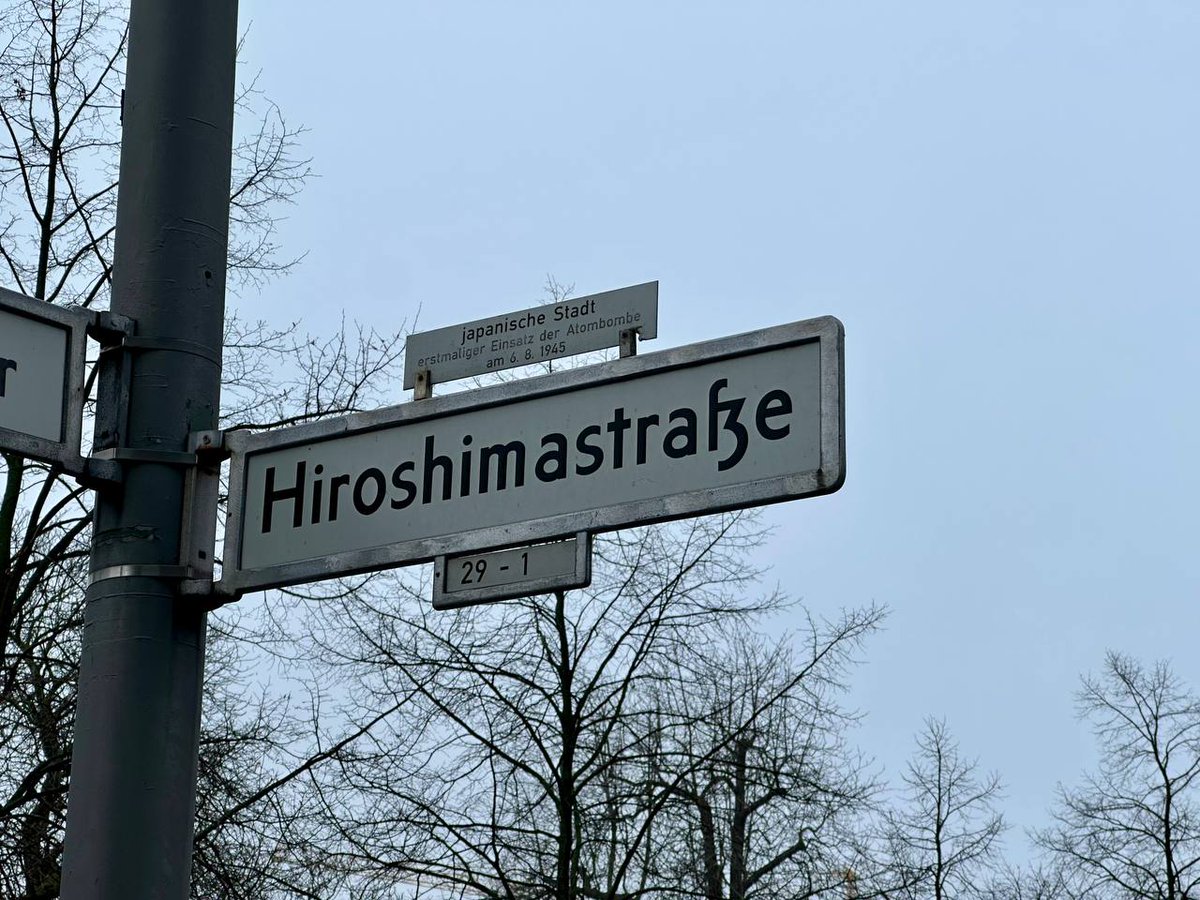 japanische Stadt
erstmaliger Einsatz der Atombombe
am 6. 8. 1945
Hiroshimastraße
29 - 1
r